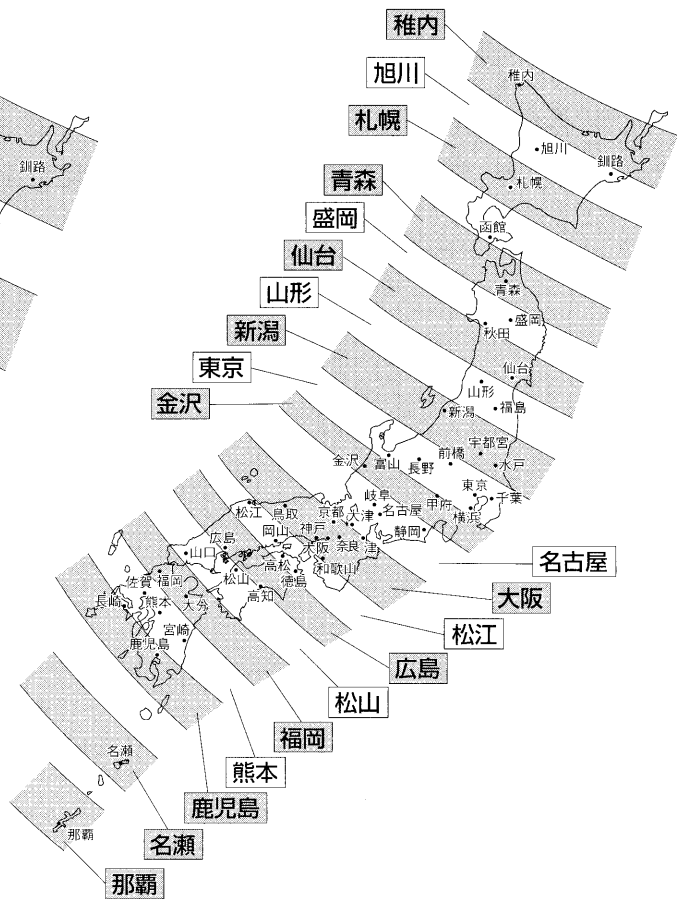 稚内
旭川
札幌
青森
盛岡
仙台
山形
新潟
東京
金沢
稚内
旭川
釧路
釧路
札幌
函館
青森
秋田
盛岡
仙台
山形
福島
新潟
宇都宮
前橋
水戸
金沢
富山
長野
東京
千葉
甲府
横浜
岐阜
名古屋
静岡
京都
大津
津
奈良
神戸
大阪
和歌山
松江
鳥取
岡山
広島
山口
高松
徳島
松山
高知
佐賀
福岡
長崎
熊本
大分
宮崎
鹿児島
名瀬
那覇
名古屋
大阪
松江
広島
松山
福岡
熊本
鹿児島
名瀬
那覇